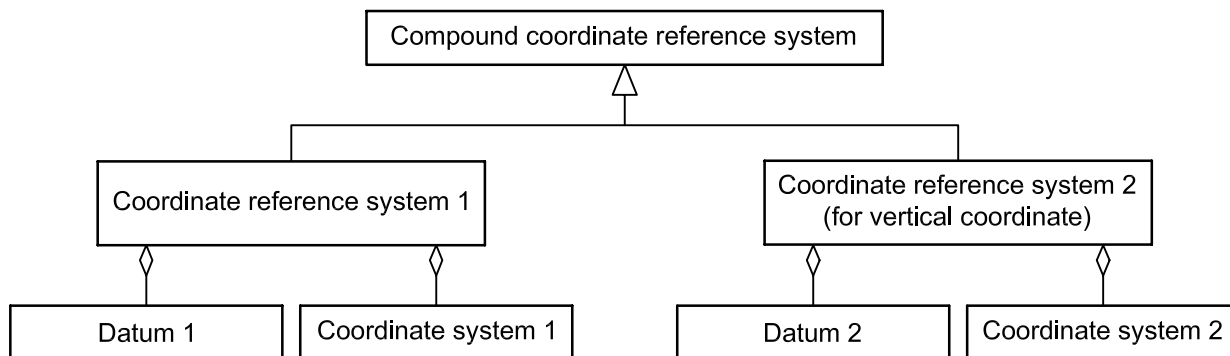 Compound coordinate reference system
Coordinate reference system 1
Coordinate reference system 2
(for vertical coordinate)
Datum 1
Coordinate system 1
Datum 2
Coordinate system 2